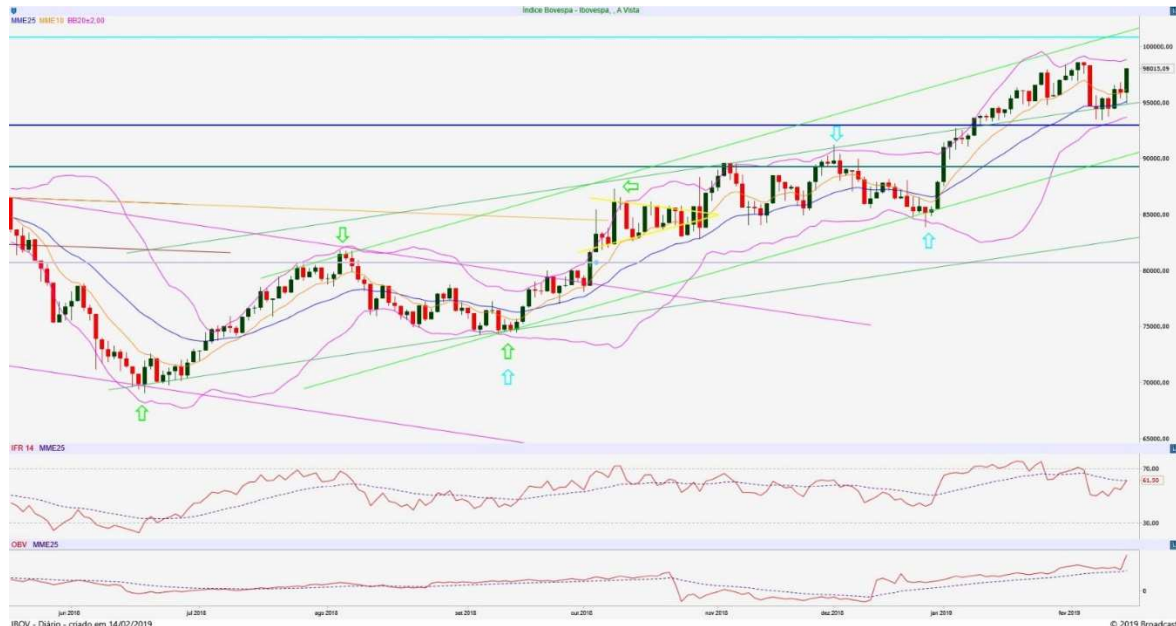 Índice Bovespa - Ibovespa, , A Vista
MME25 MME10 BB20±2,00
100000,00
98015,09
95000,00
90000,00
85000,00
80000,00
75000,00
70000,00
65000,00
IFR 14 MME25
70,00
61,50
30,00
OBV MME25
0
jun 2018 jul 2018 ago 2018 set 2018 out 2018 nov 2018 dez 2018 jan 2019 fev 2019
IBOV - Diário - criado em 14/02/2019 © 2019 Broadcast